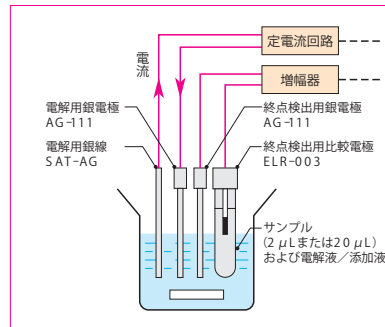 定電流回路
増幅器
電流
電解用銀電極
AG-111
電解用銀線
SAT-AG
終点検出用銀電極
AG-111
終点検出用比較電極
ELR-003
サンプル
(2 μLまたは20 μL)
および電解液／添加液